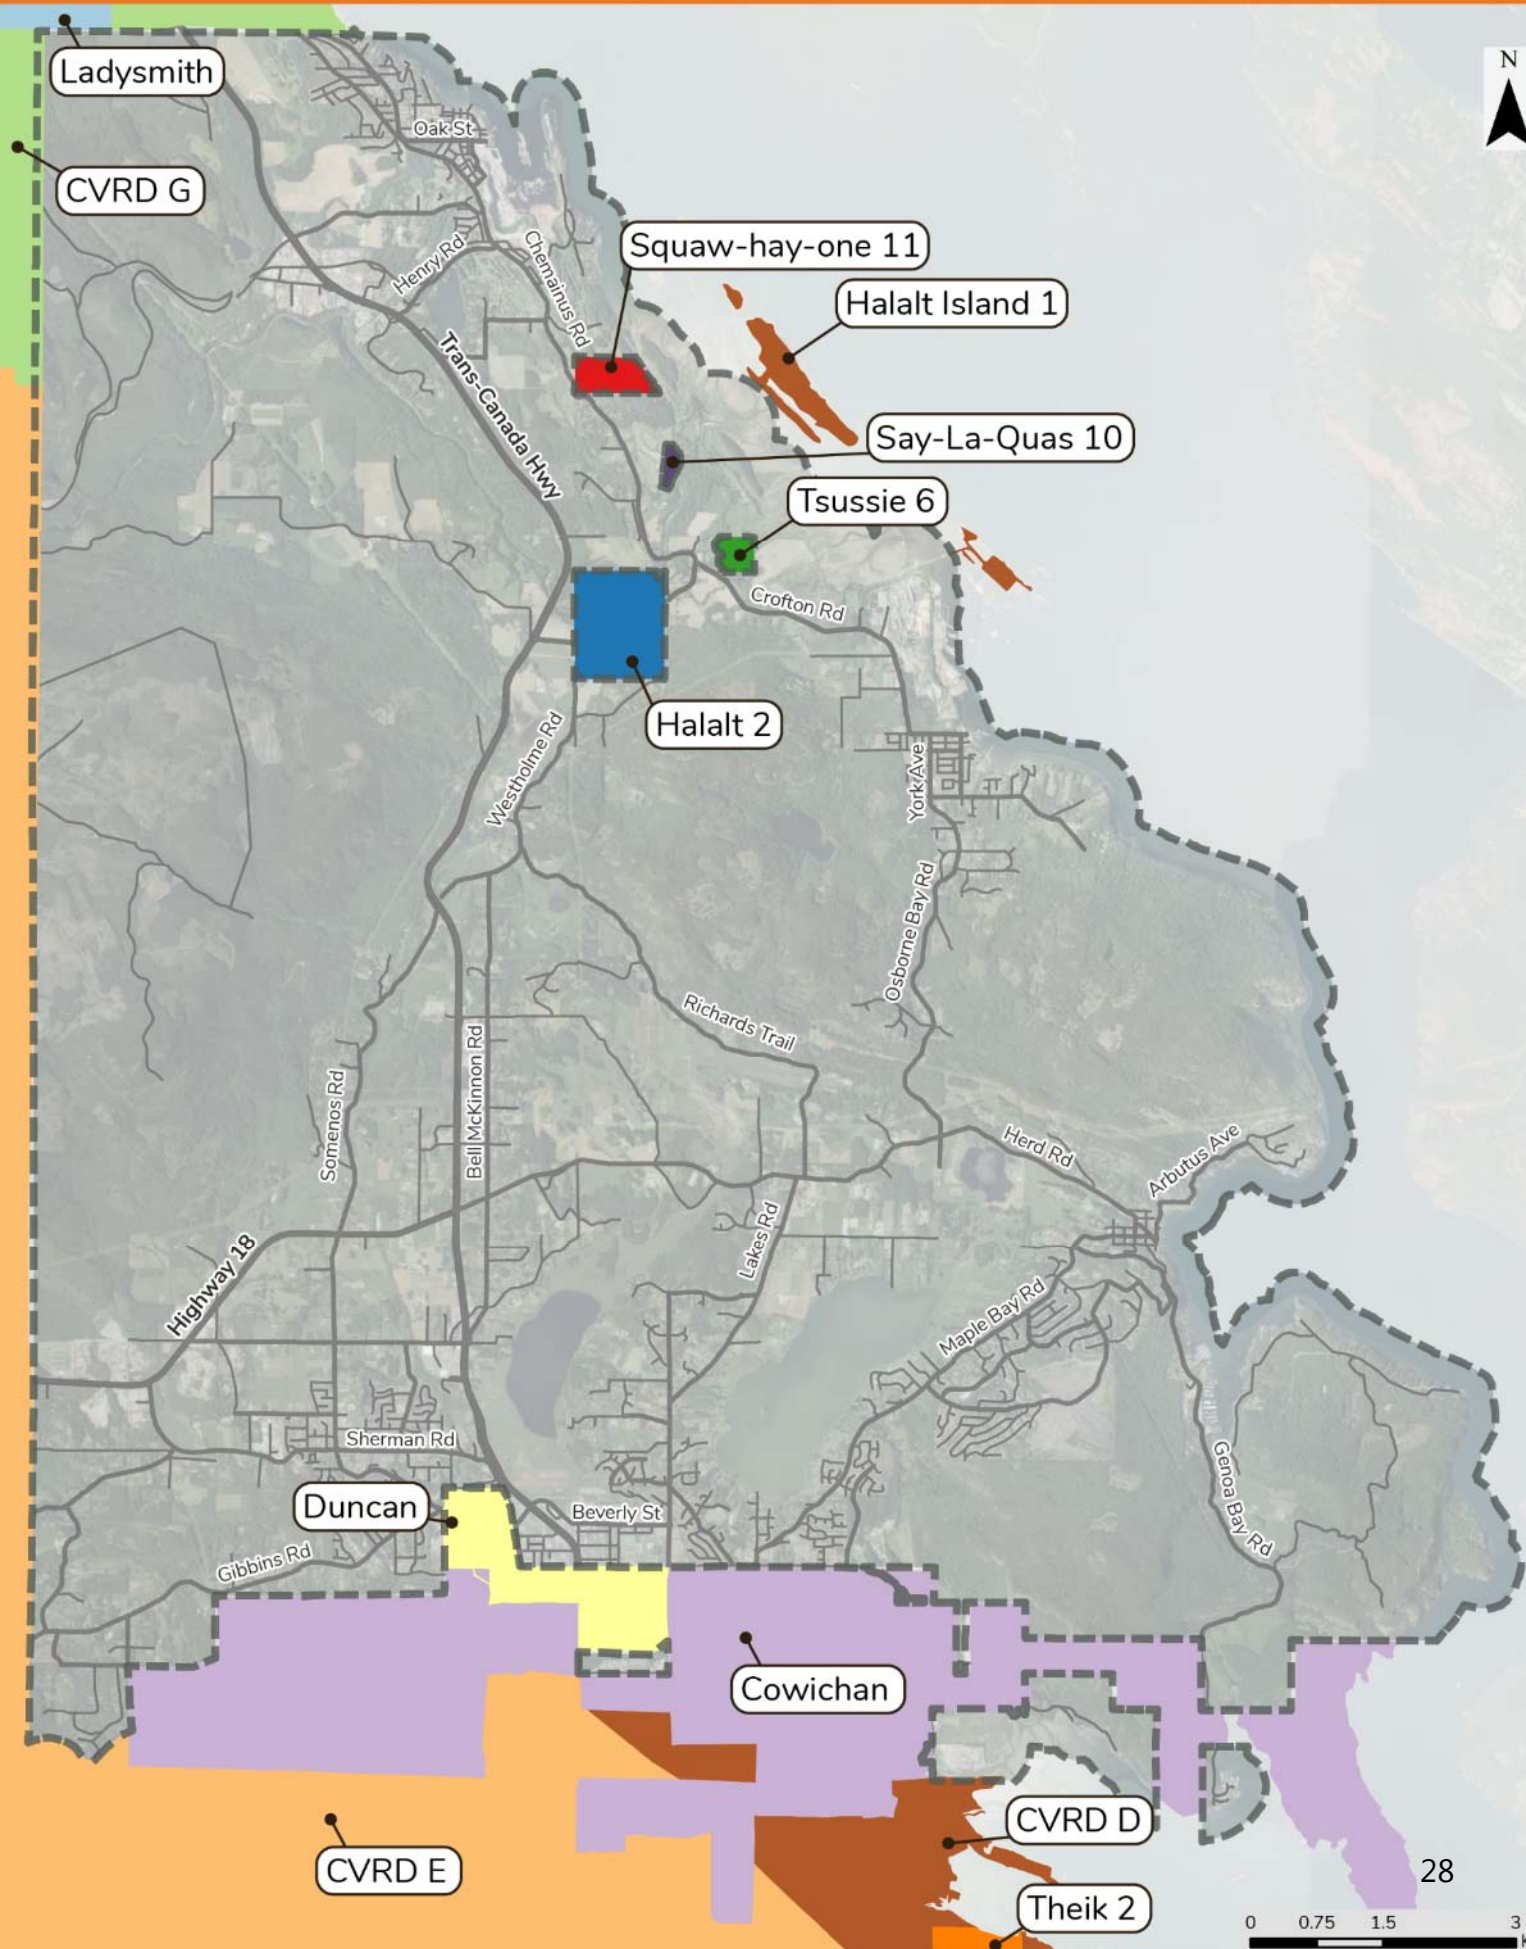 Ladysmith
N
CVRD G
Oak St
Squaw-hay-one 11
Henry Rd
Chemainus Rd
Halalt Island 1
Trans-Canada Hwy
Say-La-Quas 10
Tsussie 6
Crofton Rd
Halalt 2
Westholme Rd
York Ave
Osborne Bay Rd
Richards Trail
Somenos Rd
Bell McKinnon Rd
Herd Rd
Arbutus Ave
Lakes Rd
Highway 18
Maple Bay Rd
Sherman Rd
Genoa Bay Rd
Duncan
Beverly St
Gibbins Rd
Cowichan
CVRD D
CVRD E
28
Theik 2
0 0.75 1.5 3